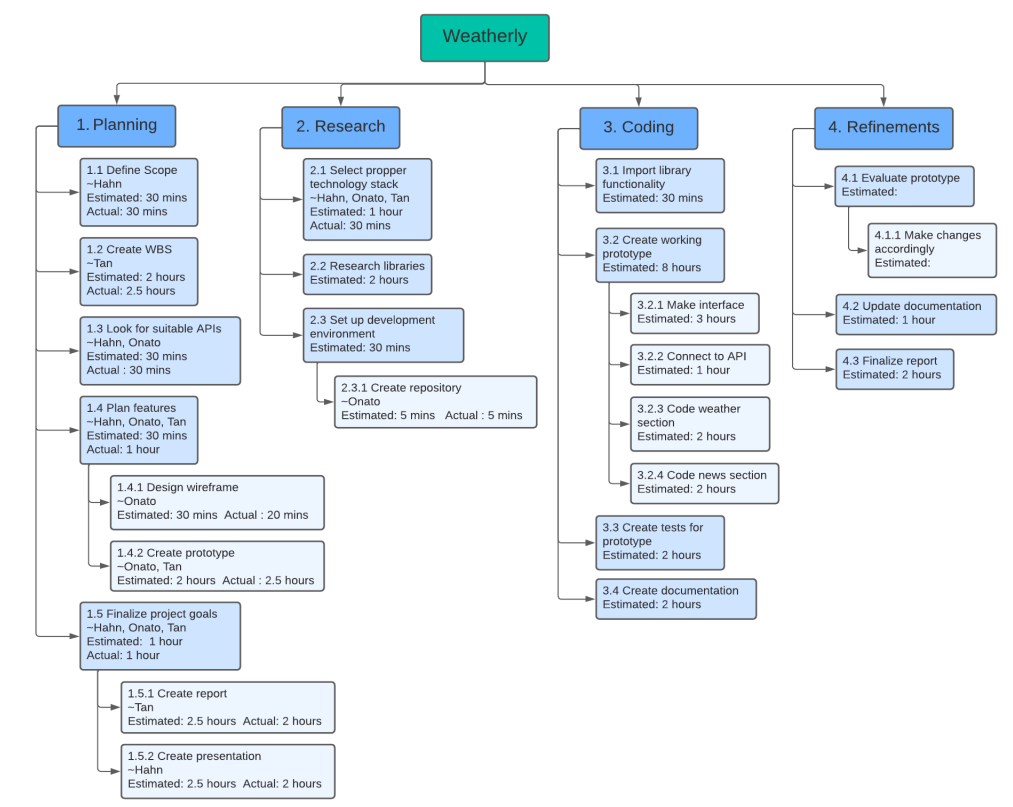 Weatherly
1. Planning
1.1 Define Scope
~Hahn
Estimated: 30 mins
Actual: 30 mins
1.2 Create WBS
~Tan
Estimated: 2 hours
Actual: 2.5 hours
1.3 Look for suitable APIs
~Hahn, Onato
Estimated: 30 mins
Actual : 30 mins
1.4 Plan features
~Hahn, Onato, Tan
Estimated: 30 mins
Actual: 1 hour
1.4.1 Design wireframe
~Onato
Estimated: 30 mins Actual : 20 mins
1.4.2 Create prototype
~Onato, Tan
Estimated: 2 hours Actual : 2.5 hours
1.5 Finalize project goals
~Hahn, Onato, Tan
Estimated: 1 hour
Actual: 1 hour
1.5.1 Create report
~Tan
Estimated: 2.5 hours Actual: 2 hours
1.5.2 Create presentation
~Hahn
Estimated: 2.5 hours Actual: 2 hours
2. Research
2.1 Select propper
technology stack
~Hahn, Onato, Tan
Estimated: 1 hour
Actual: 30 mins
2.2 Research libraries
Estimated: 2 hours
2.3 Set up development
environment
Estimated: 30 mins
2.3.1 Create repository
~Onato
Estimated: 5 mins Actual : 5 mins
3. Coding
3.1 Import library
functionality
Estimated: 30 mins
3.2 Create working
prototype
Estimated: 8 hours
3.2.1 Make interface
Estimated: 3 hours
3.2.2 Connect to API
Estimated: 1 hour
3.2.3 Code weather
section
Estimated: 2 hours
3.2.4 Code news section
Estimated: 2 hours
3.3 Create tests for
prototype
Estimated: 2 hours
3.4 Create documentation
Estimated: 2 hours
4. Refinements
4.1 Evaluate prototype
Estimated:
4.1.1 Make changes
accordingly
Estimated:
4.2 Update documentation
Estimated: 1 hour
4.3 Finalize report
Estimated: 2 hours